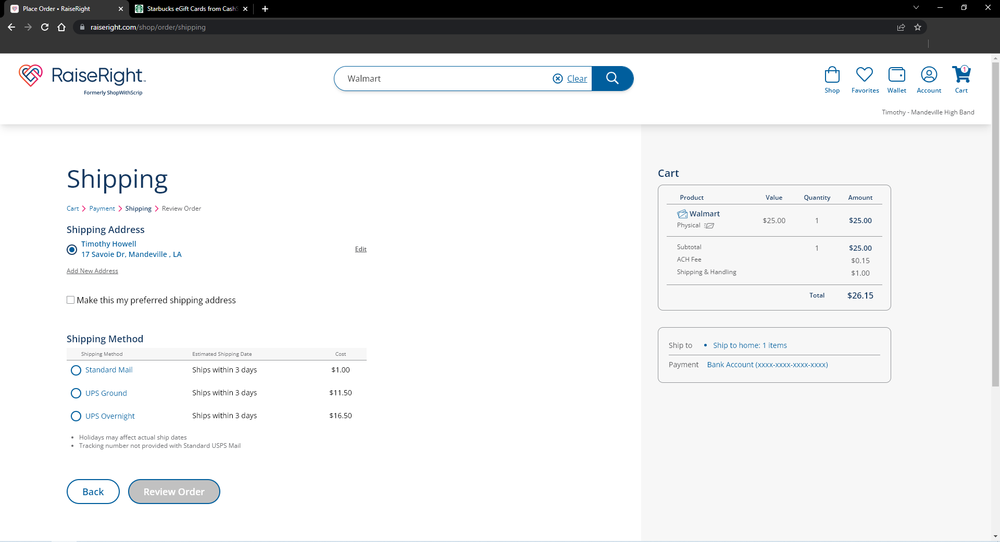 Place Order • RaiseRight
Starbucks eGift Cards from CashS
raiseright.com/shop/order/shipping
RaiseRight™
Formerly ShopWithScrip
Walmart
Clear
Shop
Favorites
Wallet
Account
1
Cart
Timothy - Mandeville High Band
Shipping
Cart > Payment > Shipping > Review Order
Shipping Address
Timothy Howell
17 Savoie Dr, Mandeville , LA
Edit
Add New Address
Make this my preferred shipping address
Shipping Method
Shipping Method Estimated Shipping Date Cost
Standard Mail Ships within 3 days $1.00
UPS Ground Ships within 3 days $11.50
UPS Overnight Ships within 3 days $16.50
• Holidays may affect actual ship dates
• Tracking number not provided with Standard USPS Mail
Back
Review Order
Cart
Product Value Quantity Amount
Walmart
Physical
$25.00 1 $25.00
Subtotal 1 $25.00
ACH Fee $0.15
Shipping & Handling $1.00
Total $26.15
Ship to • Ship to home: 1 items
Payment Bank Account (xxxx-xxxx-xxxx-xxxx)